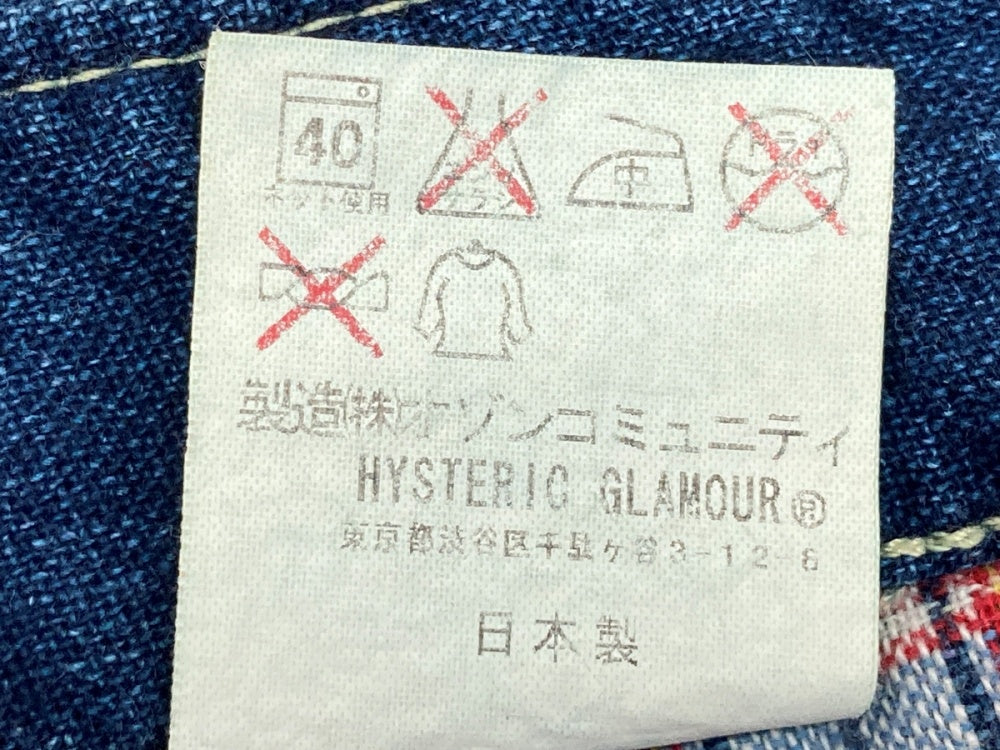 40 中
ネット使用
製造(株)オゾンコミュニティ
HYSTERIC GLAMOUR®
東京都渋谷区千駄ヶ谷3-12-6
日本製